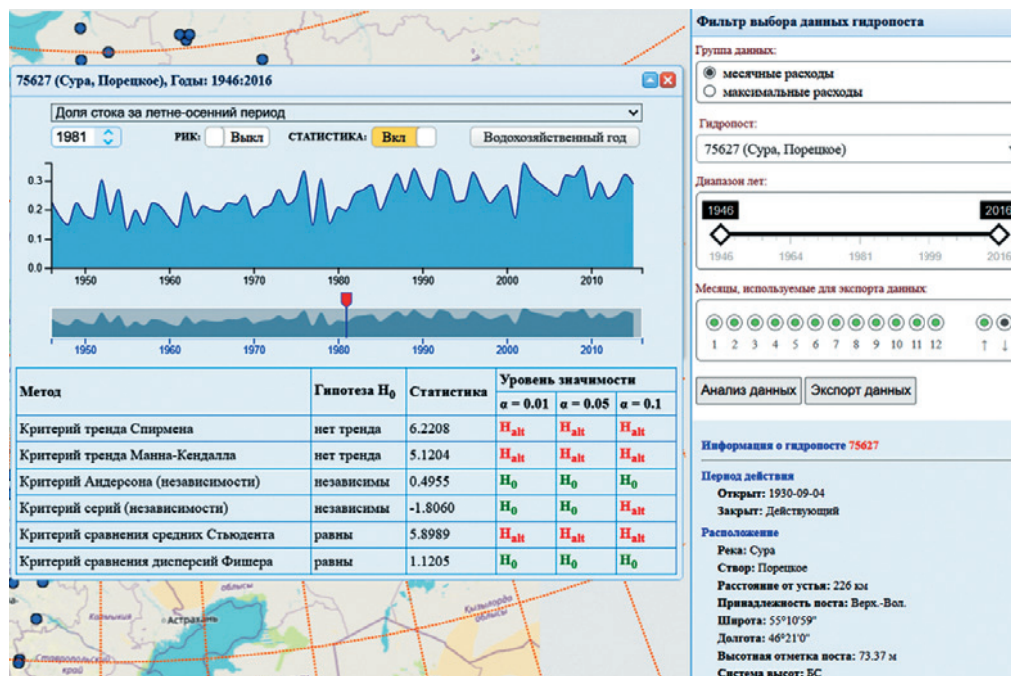 75627 (Сура, Порецкое), Годы: 1946:2016
Доля стока за летне-осенний период
1981 РИК: Выкл СТАТИСТИКА: Вкл Водохозяйственный год
0.3
0.2
0.1
0.0
1950 1960 1970 1980 1990 2000 2010
1950 1960 1970 1980 1990 2000 2010
Метод Гипотеза H0 Статистика Уровень значимости
α = 0.01 α = 0.05 α = 0.1
Критерий тренда Спирмена нет тренда 6.2208 Halt Halt Halt
Критерий тренда Манна-Кендалла нет тренда 5.1204 Halt Halt Halt
Критерий Андерсона (независимости) независимы 0.4955 H0 H0 H0
Критерий серий (независимости) независимы -1.8060 H0 H0 Halt
Критерий сравнения средних Стьюдента равны 5.8989 Halt Halt Halt
Критерий сравнения дисперсий Фишера равны 1.1205 H0 H0 H0
область
Калмыкия
Астрахань
Ставропольский
край
Кызылорда
облысы
Фильтр выбора данных гидропоста
Группа данных:
месячные расходы
максимальные расходы
Гидропост:
75627 (Сура, Порецкое)
Диапазон лет:
1946 2016
1946 1964 1981 1999 2016
Месяцы, используемые для экспорта данных:
1 2 3 4 5 6 7 8 9 10 11 12 ↑ ↓
Анализ данных Экспорт данных
Информация о гидропосте 75627
Период действия
Открыт: 1930-09-04
Закрыт: Действующий
Расположение
Река: Сура
Створ: Порецкое
Расстояние от устья: 226 км
Принадлежность поста: Верх.-Вол.
Широта: 55°10'59"
Долгота: 46°21'0"
Высотная отметка поста: 73.37 м
Система высот: БС